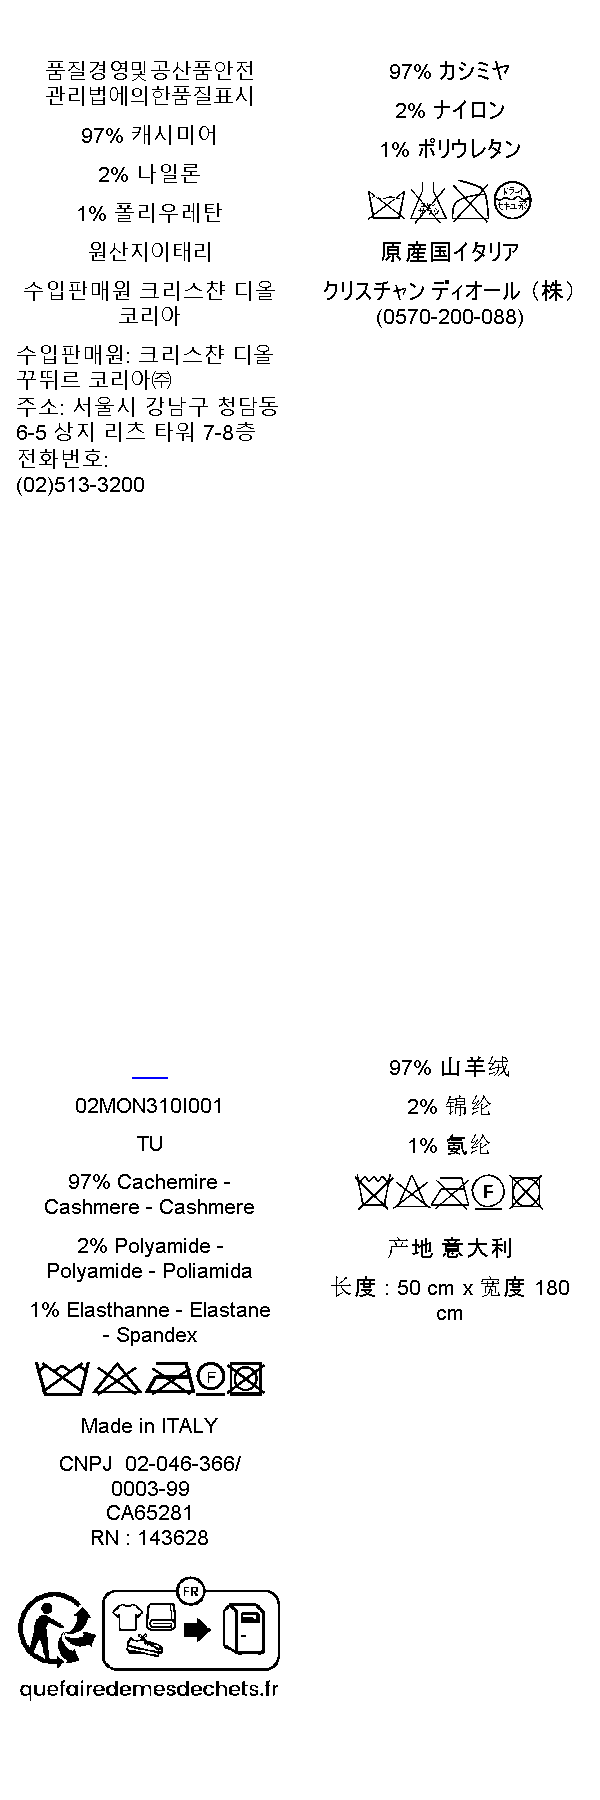 품질경영및공산품안전
관리법에의한품질표시
97% 캐시미어
2% 나일론
1% 폴리우레탄
원산지이태리
수입판매원 크리스챤 디올
코리아
수입판매원: 크리스챤 디올
꾸뛰르 코리아㈜
주소: 서울시 강남구 청담동
6-5 상지 리츠 타워 7-8층
전화번호:
(02)513-3200
97% カシミヤ
2% ナイロン
1% ポリウレタン
ドライ
セキユ系
原産国イタリア
クリスチャン ディオール（株）
(0570-200-088)
02MON310I001
TU
97% Cachemire -
Cashmere - Cashmere
2% Polyamide -
Polyamide - Poliamida
1% Elasthanne - Elastane
- Spandex
F
Made in ITALY
CNPJ 02-046-366/
0003-99
CA65281
RN : 143628
FR
quefairedemesdechets.fr
97% 山羊绒
2% 锦纶
1% 氨纶
F
产地 意大利
长度 : 50 cm x 宽度 180
cm